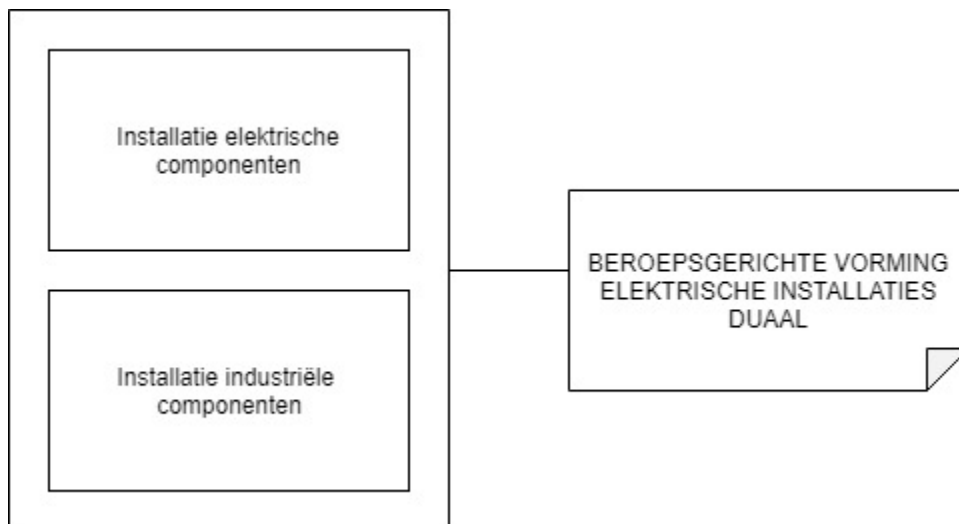 Installatie elektrische
componenten
Installatie industriële
componenten
BEROEPSGERICHTE VORMING
ELEKTRISCHE INSTALLATIES
DUAAL